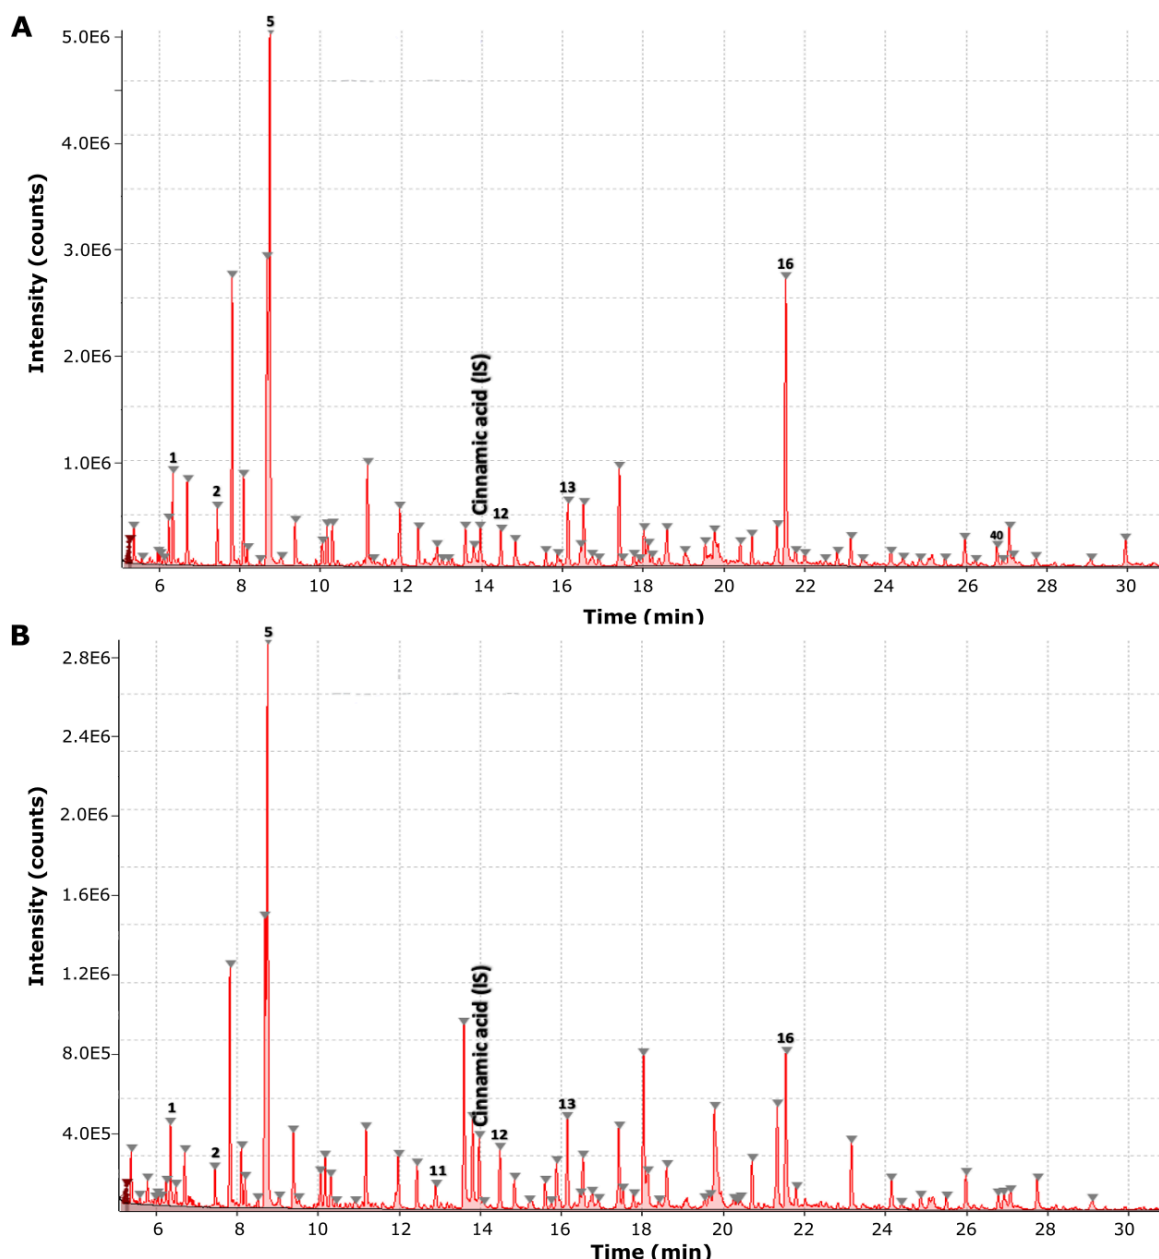 A
5.0E6
4.0E6
3.0E6
2.0E6
1.0E6
Intensity (counts)
1
2
5
Cinnamic acid (IS)
12
13
16
40
6 8 10 12 14 16 18 20 22 24 26 28 30
Time (min)
B
2.8E6
2.4E6
2.0E6
1.6E6
1.2E6
8.0E5
4.0E5
Intensity (counts)
1
2
5
11
Cinnamic acid (IS)
12
13
16
6 8 10 12 14 16 18 20 22 24 26 28 30
Time (min)